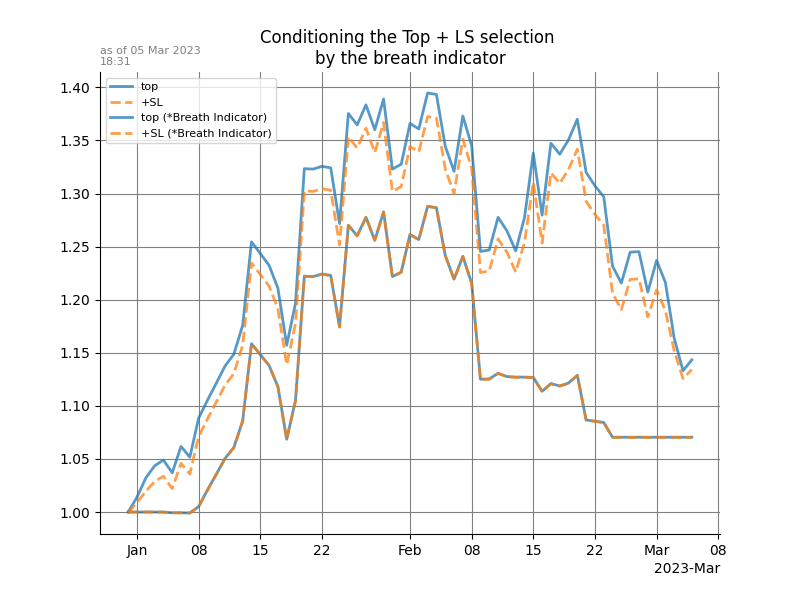 Conditioning the Top + LS selection
by the breath indicator
as of 05 Mar 2023
18:31
top
+SL
top (*Breath Indicator)
+SL (*Breath Indicator)
1.40
1.35
1.30
1.25
1.20
1.15
1.10
1.05
1.00
Jan 08 15 22 Feb 08 15 22 Mar 08
2023-Mar